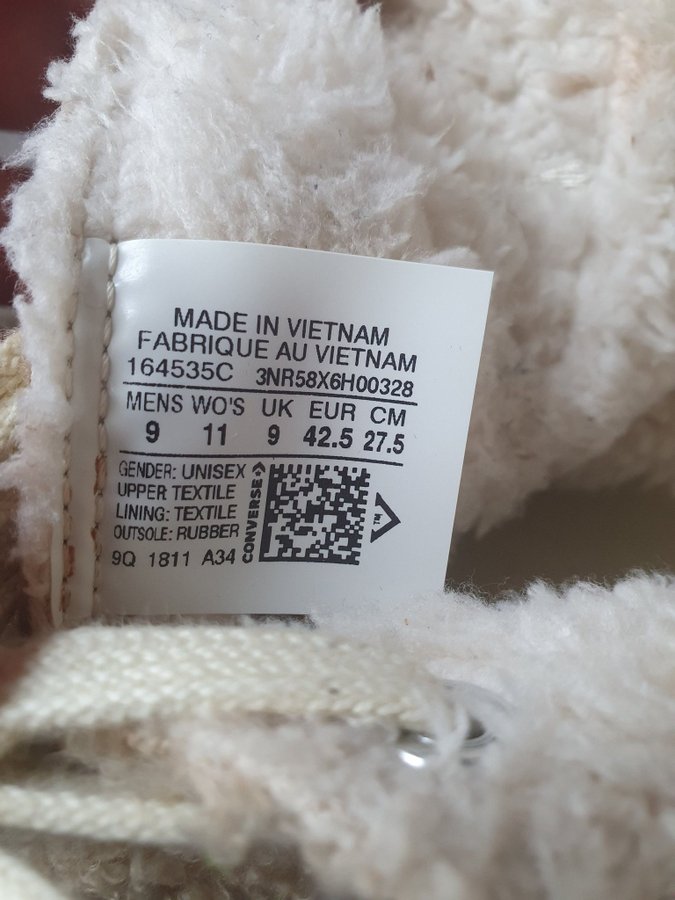 MADE IN VIETNAM
FABRIQUE AU VIETNAM
164535C 3NR58X6H00328
MENS WO'S UK EUR CM
9 11 9 42.5 27.5
GENDER: UNISEX
UPPER TEXTILE
LINING: TEXTILE
OUTSOLE: RUBBER
9Q 1811 A34
CONVERSE
TM